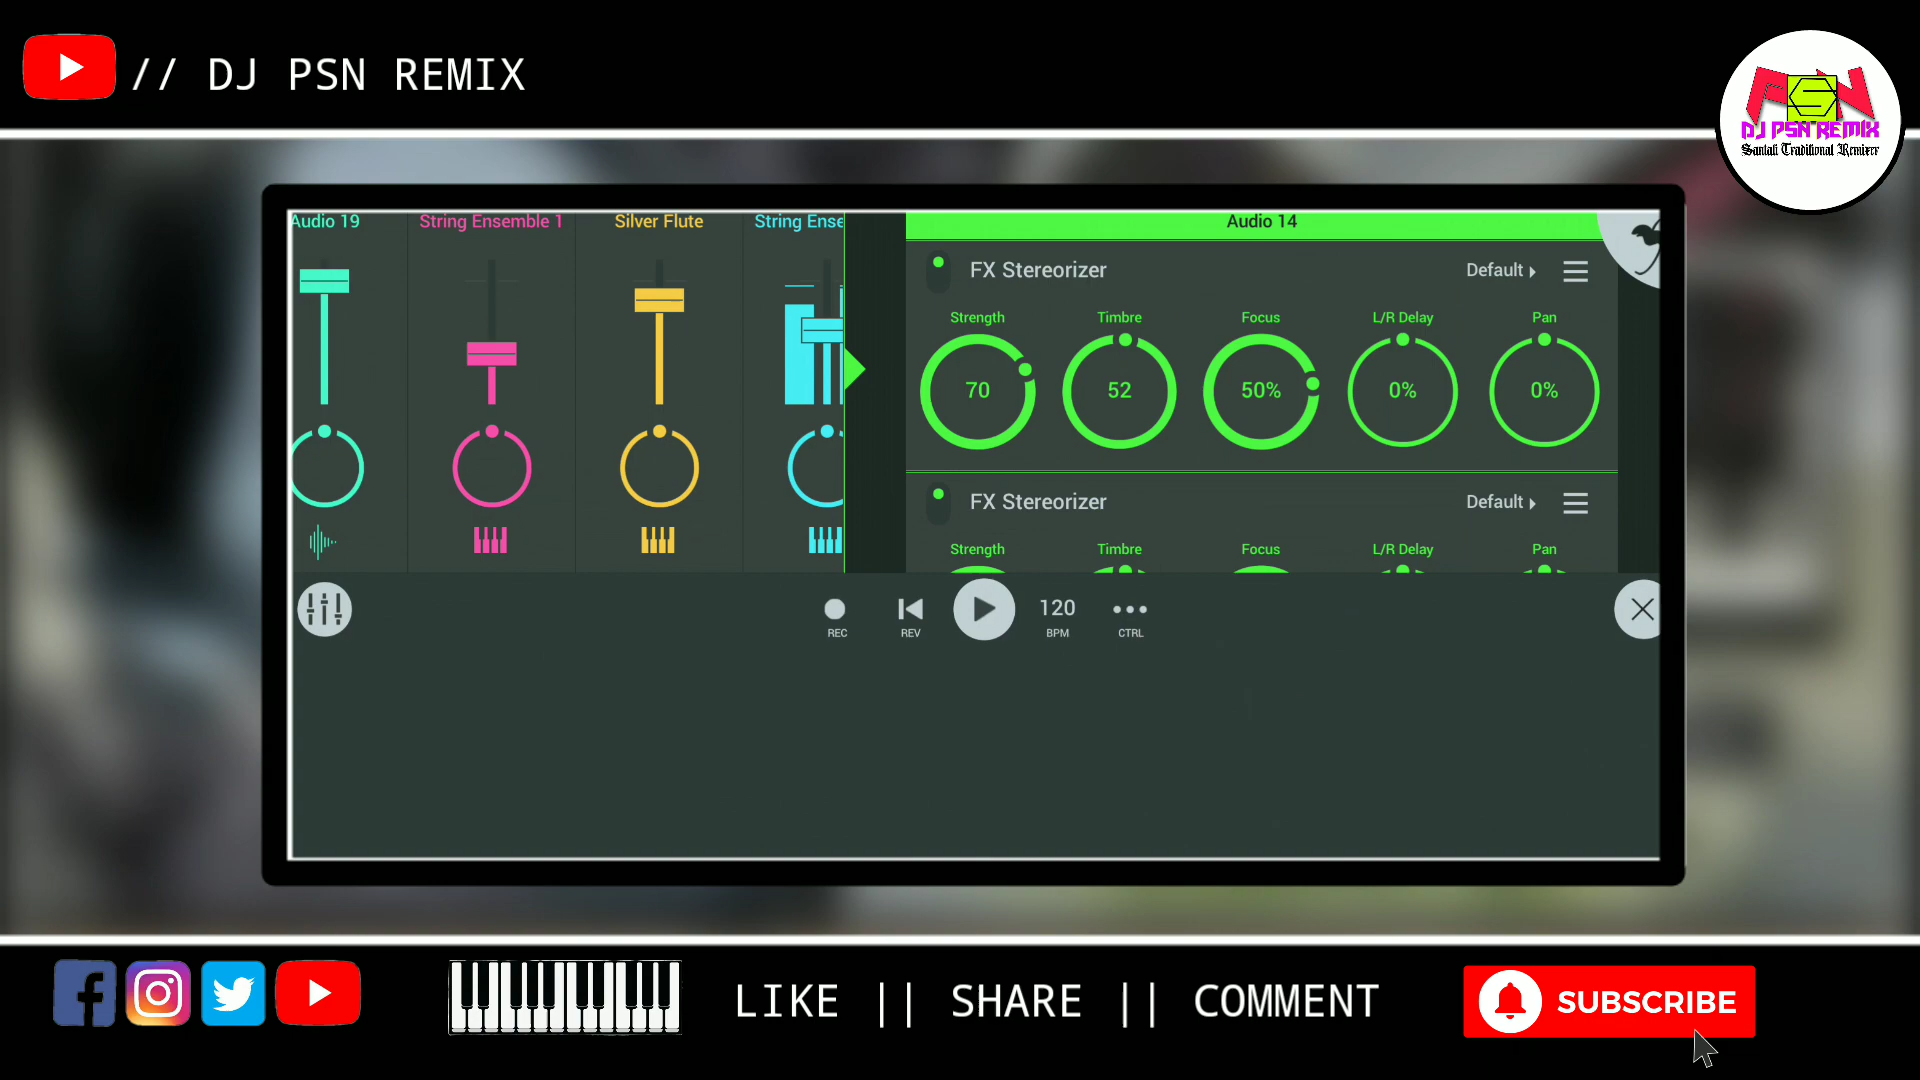 // DJ PSN REMIX
PSN
DJ PSN REMIX
Santali Traditional Remixer
Audio 19
String Ensemble 1
Silver Flute
String Ense
Audio 14
FX Stereorizer
Default
Strength
Timbre
Focus
L/R Delay
Pan
70
52
50%
0%
0%
FX Stereorizer
Default
Strength
Timbre
Focus
L/R Delay
Pan
REC
REV
120
BPM
CTRL
LIKE || SHARE || COMMENT
SUBSCRIBE